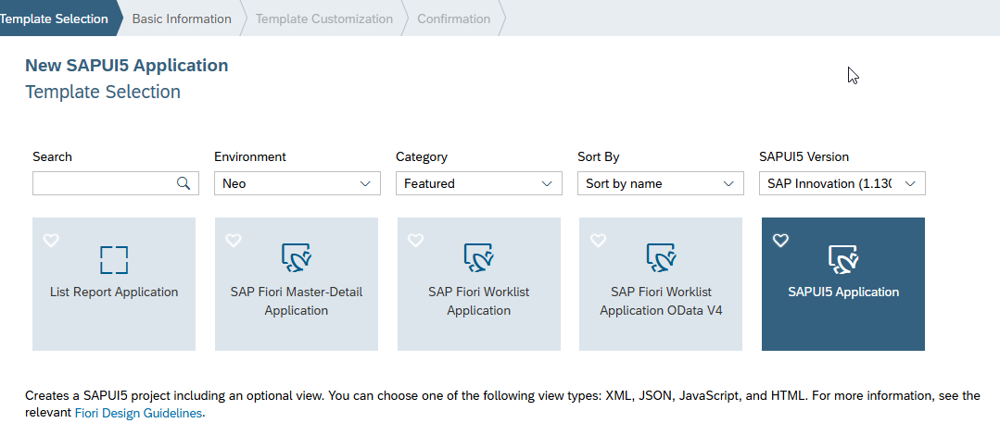 Template Selection
Basic Information
Template Customization
Confirmation
New SAPUI5 Application
Template Selection
Search
Environment
Category
Sort By
SAPUI5 Version
Neo
Featured
Sort by name
SAP Innovation (1.130
List Report Application
SAP Fiori Master-Detail
Application
SAP Fiori Worklist
Application
SAP Fiori Worklist
Application OData V4
SAPUI5 Application
Creates a SAPUI5 project including an optional view. You can choose one of the following view types: XML, JSON, JavaScript, and HTML. For more information, see the
relevant Fiori Design Guidelines.